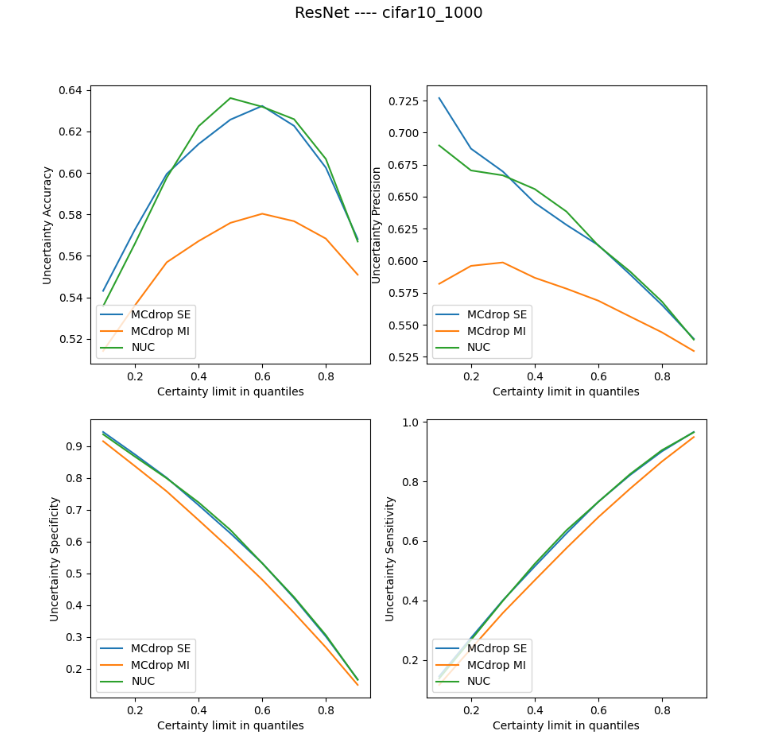 ResNet ---- cifar10_1000
Uncertainty Accuracy
0.64
0.62
0.60
0.58
0.56
0.54
0.52
MCdrop SE
MCdrop MI
NUC
0.2 0.4 0.6 0.8
Certainty limit in quantiles
Uncertainty Precision
0.725
0.700
0.675
0.650
0.625
0.600
0.575
0.550
0.525
MCdrop SE
MCdrop MI
NUC
0.2 0.4 0.6 0.8
Certainty limit in quantiles
Uncertainty Specificity
0.9
0.8
0.7
0.6
0.5
0.4
0.3
0.2
MCdrop SE
MCdrop MI
NUC
0.2 0.4 0.6 0.8
Certainty limit in quantiles
Uncertainty Sensitivity
1.0
0.8
0.6
0.4
0.2
MCdrop SE
MCdrop MI
NUC
0.2 0.4 0.6 0.8
Certainty limit in quantiles